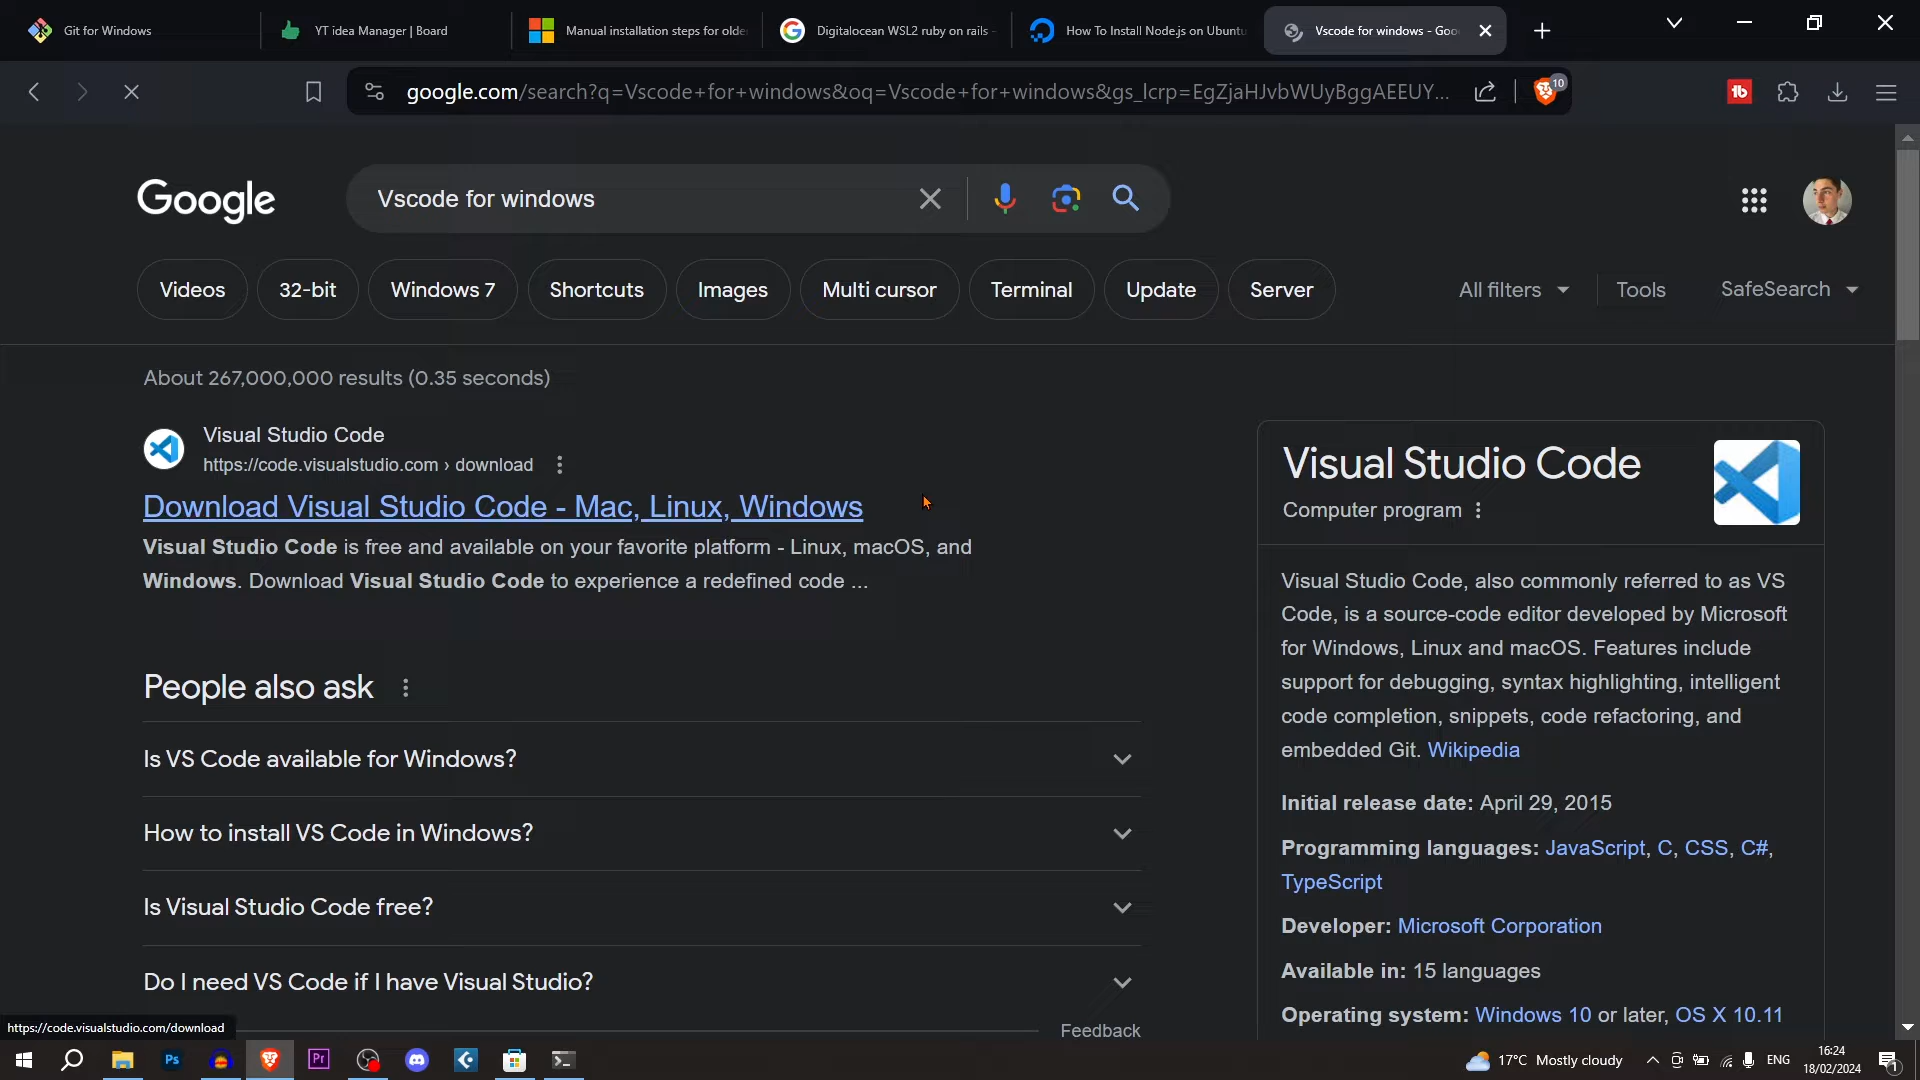 Git for Windows
YT idea Manager | Board
Manual installation steps for older
Digitalocean WSL2 ruby on rails -
How To Install Node.js on Ubuntu
Vscode for windows - Goo
google.com/search?q=Vscode+for+windows&oq=Vscode+for+windows&gs_lcrp=EgZjaHJvbWUyBggAEEUY...
10
Google
Vscode for windows
Videos
32-bit
Windows 7
Shortcuts
Images
Multi cursor
Terminal
Update
Server
All filters
Tools
SafeSearch
About 267,000,000 results (0.35 seconds)
Visual Studio Code
https://code.visualstudio.com › download
Download Visual Studio Code - Mac, Linux, Windows
Visual Studio Code is free and available on your favorite platform - Linux, macOS, and
Windows. Download Visual Studio Code to experience a redefined code ...
People also ask
Is VS Code available for Windows?
How to install VS Code in Windows?
Is Visual Studio Code free?
Do I need VS Code if I have Visual Studio?
Feedback
Visual Studio Code
Computer program
Visual Studio Code, also commonly referred to as VS
Code, is a source-code editor developed by Microsoft
for Windows, Linux and macOS. Features include
support for debugging, syntax highlighting, intelligent
code completion, snippets, code refactoring, and
embedded Git. Wikipedia
Initial release date: April 29, 2015
Programming languages: JavaScript, C, CSS, C#,
TypeScript
Developer: Microsoft Corporation
Available in: 15 languages
Operating system: Windows 10 or later, OS X 10.11
https://code.visualstudio.com/download
Ps
Pr
17°C Mostly cloudy
ENG
16:24
18/02/2024
1